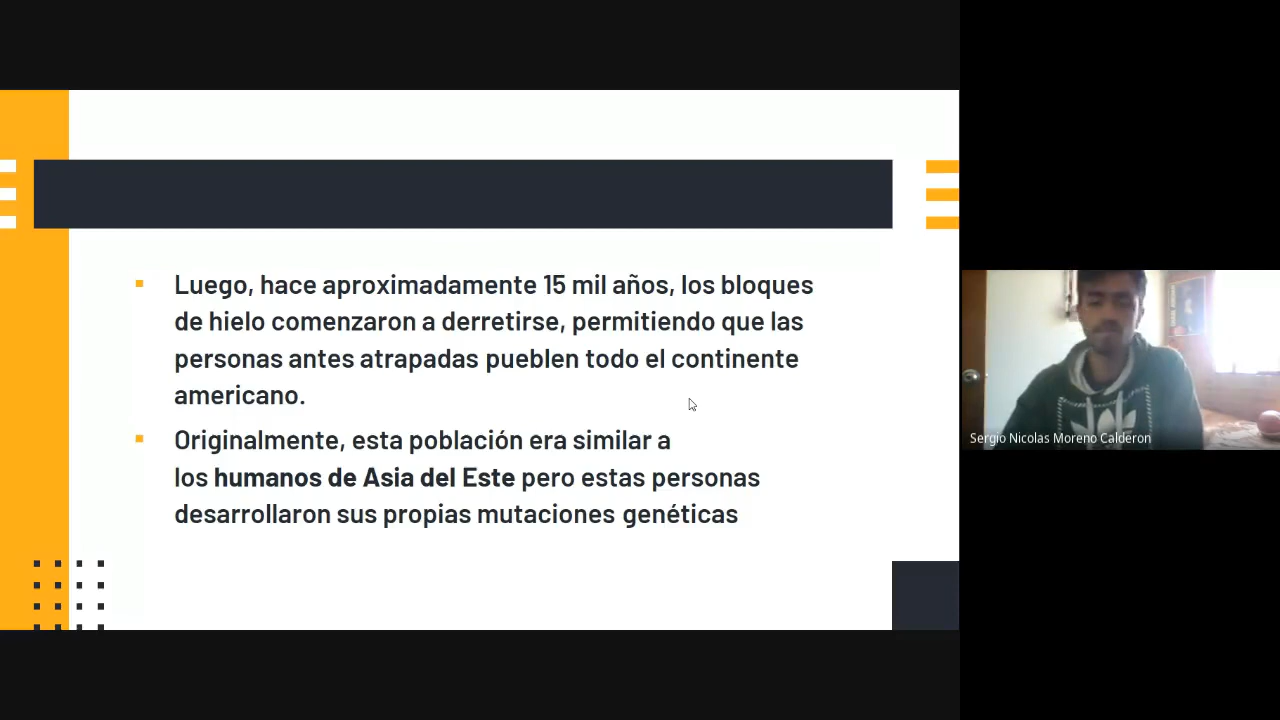 Luego, hace aproximadamente 15 mil años, los bloques
de hielo comenzaron a derretirse, permitiendo que las
personas antes atrapadas pueblen todo el continente
americano.
Originalmente, esta población era similar a
los humanos de Asia del Este pero estas personas
desarrollaron sus propias mutaciones genéticas
Sergio Nicolas Moreno Calderon